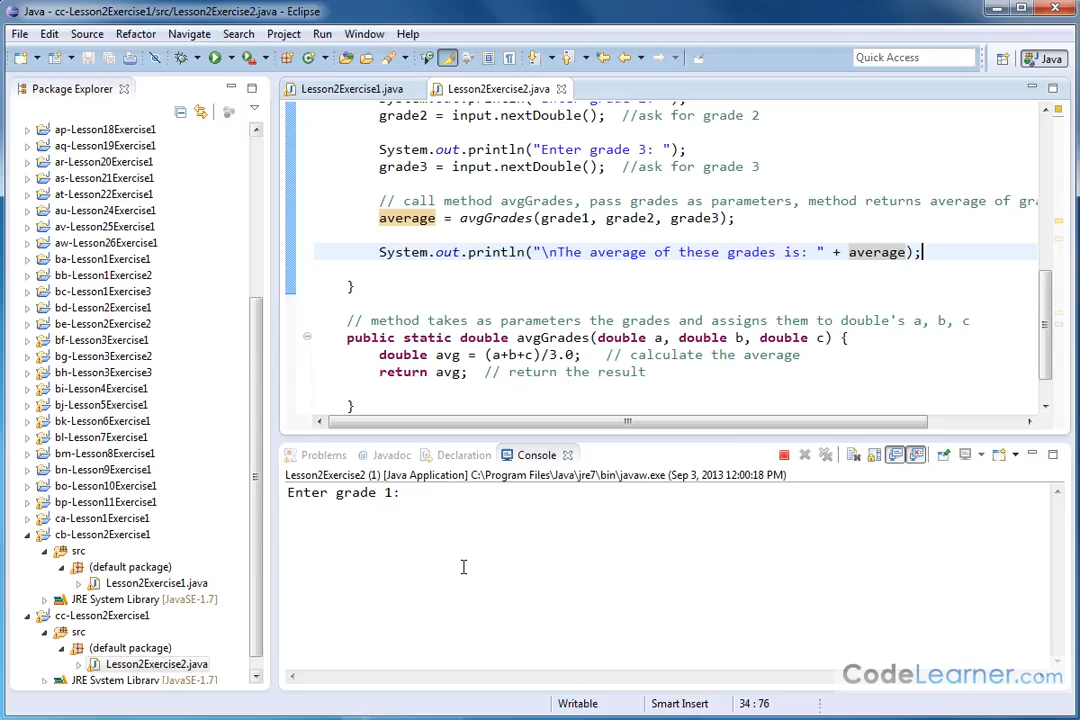 Java - cc-Lesson2Exercise1/src/Lesson2Exercise2.java - Eclipse
File Edit Source Refactor Navigate Search Project Run Window Help
Quick Access
Java
Package Explorer
Lesson2Exercise1.java
Lesson2Exercise2.java
ap-Lesson18Exercise1
aq-Lesson19Exercise1
ar-Lesson20Exercise1
as-Lesson21Exercise1
at-Lesson22Exercise1
au-Lesson24Exercise1
av-Lesson25Exercise1
aw-Lesson26Exercise1
ba-Lesson1Exercise1
bb-Lesson1Exercise2
bc-Lesson1Exercise3
bd-Lesson2Exercise1
be-Lesson2Exercise2
bf-Lesson3Exercise1
bg-Lesson3Exercise2
bh-Lesson3Exercise3
bi-Lesson4Exercise1
bj-Lesson5Exercise1
bk-Lesson6Exercise1
bl-Lesson7Exercise1
bm-Lesson8Exercise1
bn-Lesson9Exercise1
bo-Lesson10Exercise1
bp-Lesson11Exercise1
ca-Lesson1Exercise1
cb-Lesson2Exercise1
src
(default package)
Lesson2Exercise1.java
JRE System Library [JavaSE-1.7]
cc-Lesson2Exercise1
src
(default package)
Lesson2Exercise2.java
JRE System Library [JavaSE-1.7]
grade2 = input.nextDouble(); //ask for grade 2
System.out.println("Enter grade 3: ");
grade3 = input.nextDouble(); //ask for grade 3
// call method avgGrades, pass grades as parameters, method returns average of gra
average = avgGrades(grade1, grade2, grade3);
System.out.println("\nThe average of these grades is: " + average);
}
// method takes as parameters the grades and assigns them to double's a, b, c
public static double avgGrades(double a, double b, double c) {
double avg = (a+b+c)/3.0; // calculate the average
return avg; // return the result
}
Problems @ Javadoc Declaration Console
Lesson2Exercise2 (1) [Java Application] C:\Program Files\Java\jre7\bin\javaw.exe (Sep 3, 2013 12:00:18 PM)
Enter grade 1:
CodeLearner.com
Writable Smart Insert 34 : 76